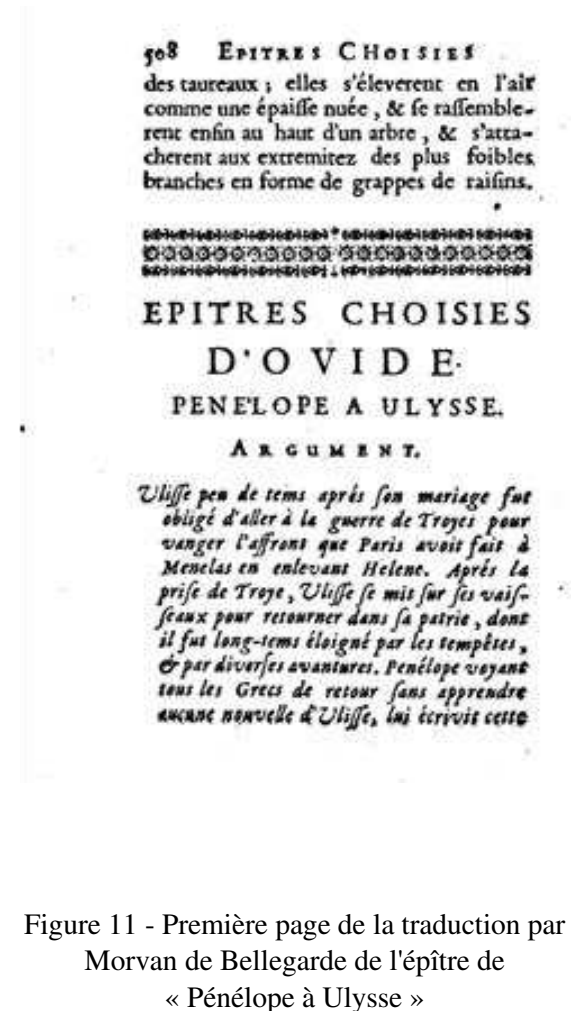 508 EPITRES CHOISIES
des taureaux ; elles s'éleverent en l'air
comme une épaiſſe nuée , & ſe raſſemble-
rent enfin au haut d'un arbre , & s'atta-
cherent aux extremitez des plus foibles
branches en forme de grappes de raiſins.
EPITRES CHOISIES
D'OVIDE.
PENE'LOPE A ULYSSE.
ARGUMENT.
Uliſſe peu de tems aprés ſon mariage fut
obligé d'aller à la guerre de Troyes pour
vanger l'affront que Paris avoit fait à
Menelas en enlevant Helene. Aprés la
priſe de Troye, Uliſſe ſe mit ſur ſes vaiſ-
ſeaux pour retourner dans ſa patrie, dont
il fut long-tems éloigné par les tempêtes,
& par diverſes avantures. Penélope voyant
tous les Grecs de retour ſans apprendre
aucune nouvelle d'Uliſſe, lui écrivit cette
Figure 11 - Première page de la traduction par
Morvan de Bellegarde de l'épître de
« Pénélope à Ulysse »